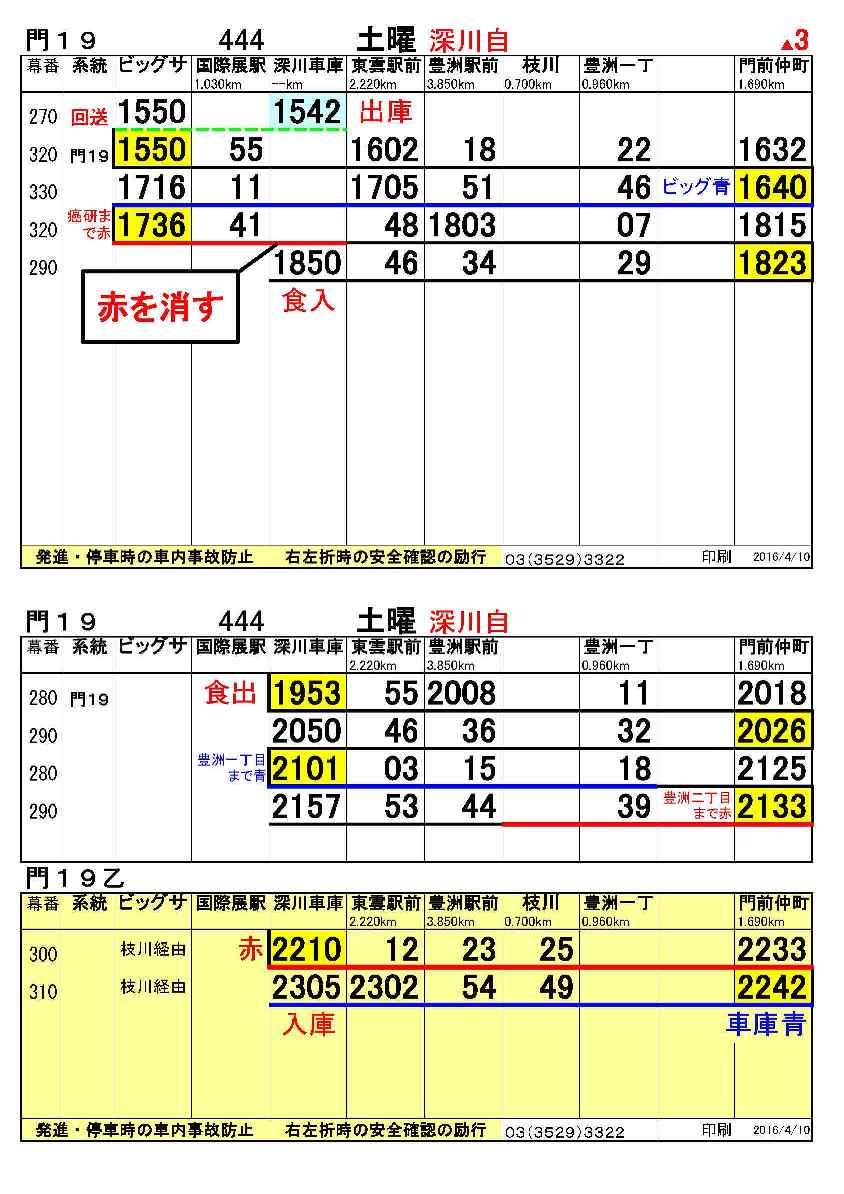 門１９ 444 土曜 深川自 ▲3
幕番 系統 ビッグサ 国際展駅 深川車庫 東雲駅前 豊洲駅前 枝川 豊洲一丁 門前仲町
1.030km ―km 2.220km 3.850km 0.700km 0.960km 1.690km
270 回送 1550 1542 出庫
320 門19 1550 55 1602 18 22 1632
330 1716 11 1705 51 46 ビッグ青 1640
320 癌研まで赤 1736 41 48 1803 07 1815
290 1850 46 34 29 1823
赤を消す 食入
発進・停車時の車内事故防止 右左折時の安全確認の励行 03(3529)3322 印刷 2016/4/10
門１９ 444 土曜 深川自
幕番 系統 ビッグサ 国際展駅 深川車庫 東雲駅前 豊洲駅前 豊洲一丁 門前仲町
2.220km 3.850km 0.960km 1.690km
280 門19 食出 1953 55 2008 11 2018
290 2050 46 36 32 2026
280 豊洲一丁目まで青 2101 03 15 18 2125
290 2157 53 44 39 豊洲二丁目まで赤 2133
門１９乙
幕番 系統 ビッグサ 国際展駅 深川車庫 東雲駅前 豊洲駅前 枝川 豊洲一丁 門前仲町
2.220km 3.850km 0.700km 0.960km 1.690km
300 枝川経由 赤 2210 12 23 25 2233
310 枝川経由 2305 2302 54 49 2242
入庫 車庫青
発進・停車時の車内事故防止 右左折時の安全確認の励行 03(3529)3322 印刷 2016/4/10